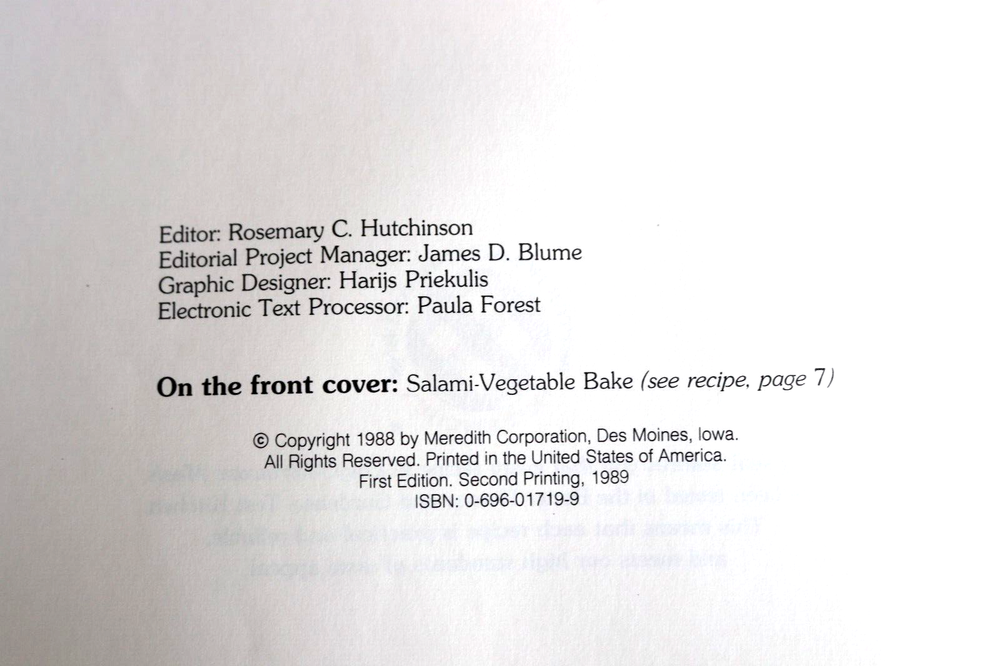 Editor: Rosemary C. Hutchinson
Editorial Project Manager: James D. Blume
Graphic Designer: Harijs Priekulis
Electronic Text Processor: Paula Forest
On the front cover: Salami-Vegetable Bake (see recipe, page 7)
© Copyright 1988 by Meredith Corporation, Des Moines, Iowa.
All Rights Reserved. Printed in the United States of America.
First Edition. Second Printing, 1989
ISBN: 0-696-01719-9